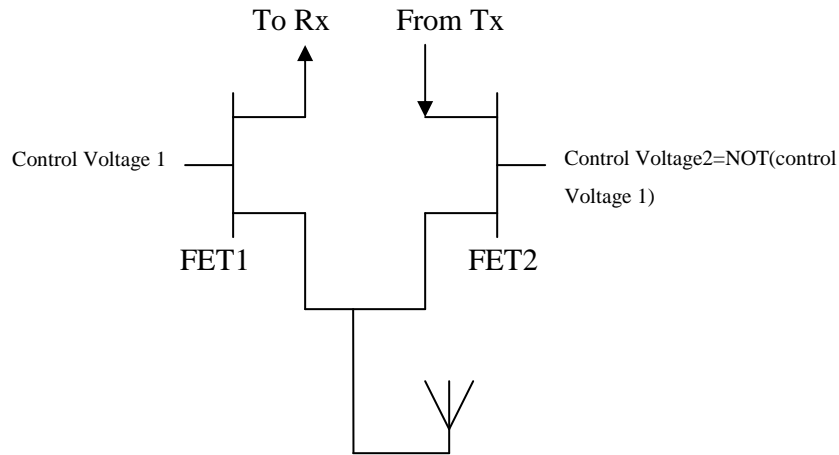 To Rx
From Tx
Control Voltage 1
Control Voltage2=NOT(control
Voltage 1)
FET1
FET2